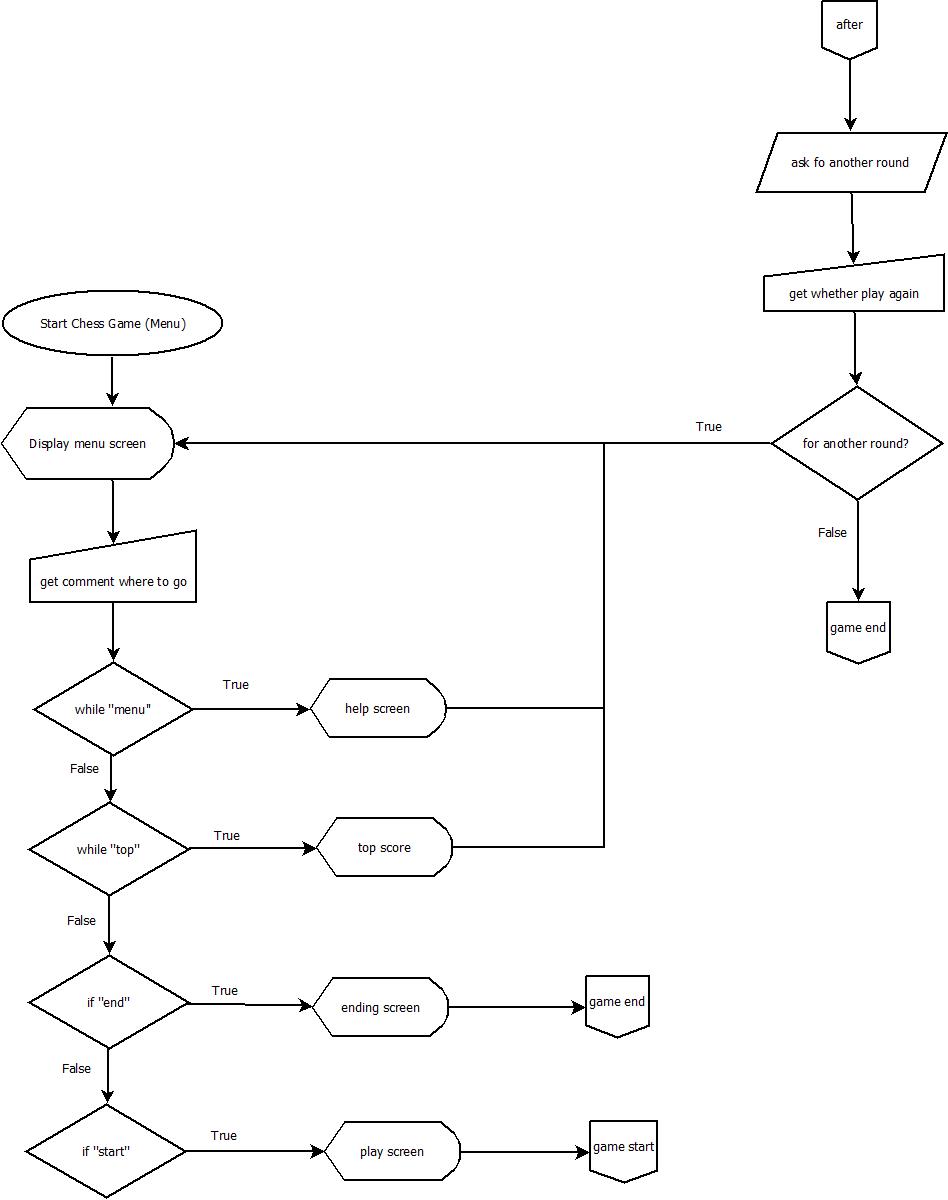 after
ask fo another round
get whether play again
Start Chess Game (Menu)
Display menu screen
True
for another round?
False
get comment where to go
game end
while "menu"
True
help screen
False
while "top"
True
top score
False
if "end"
True
ending screen
game end
False
if "start"
True
play screen
game start